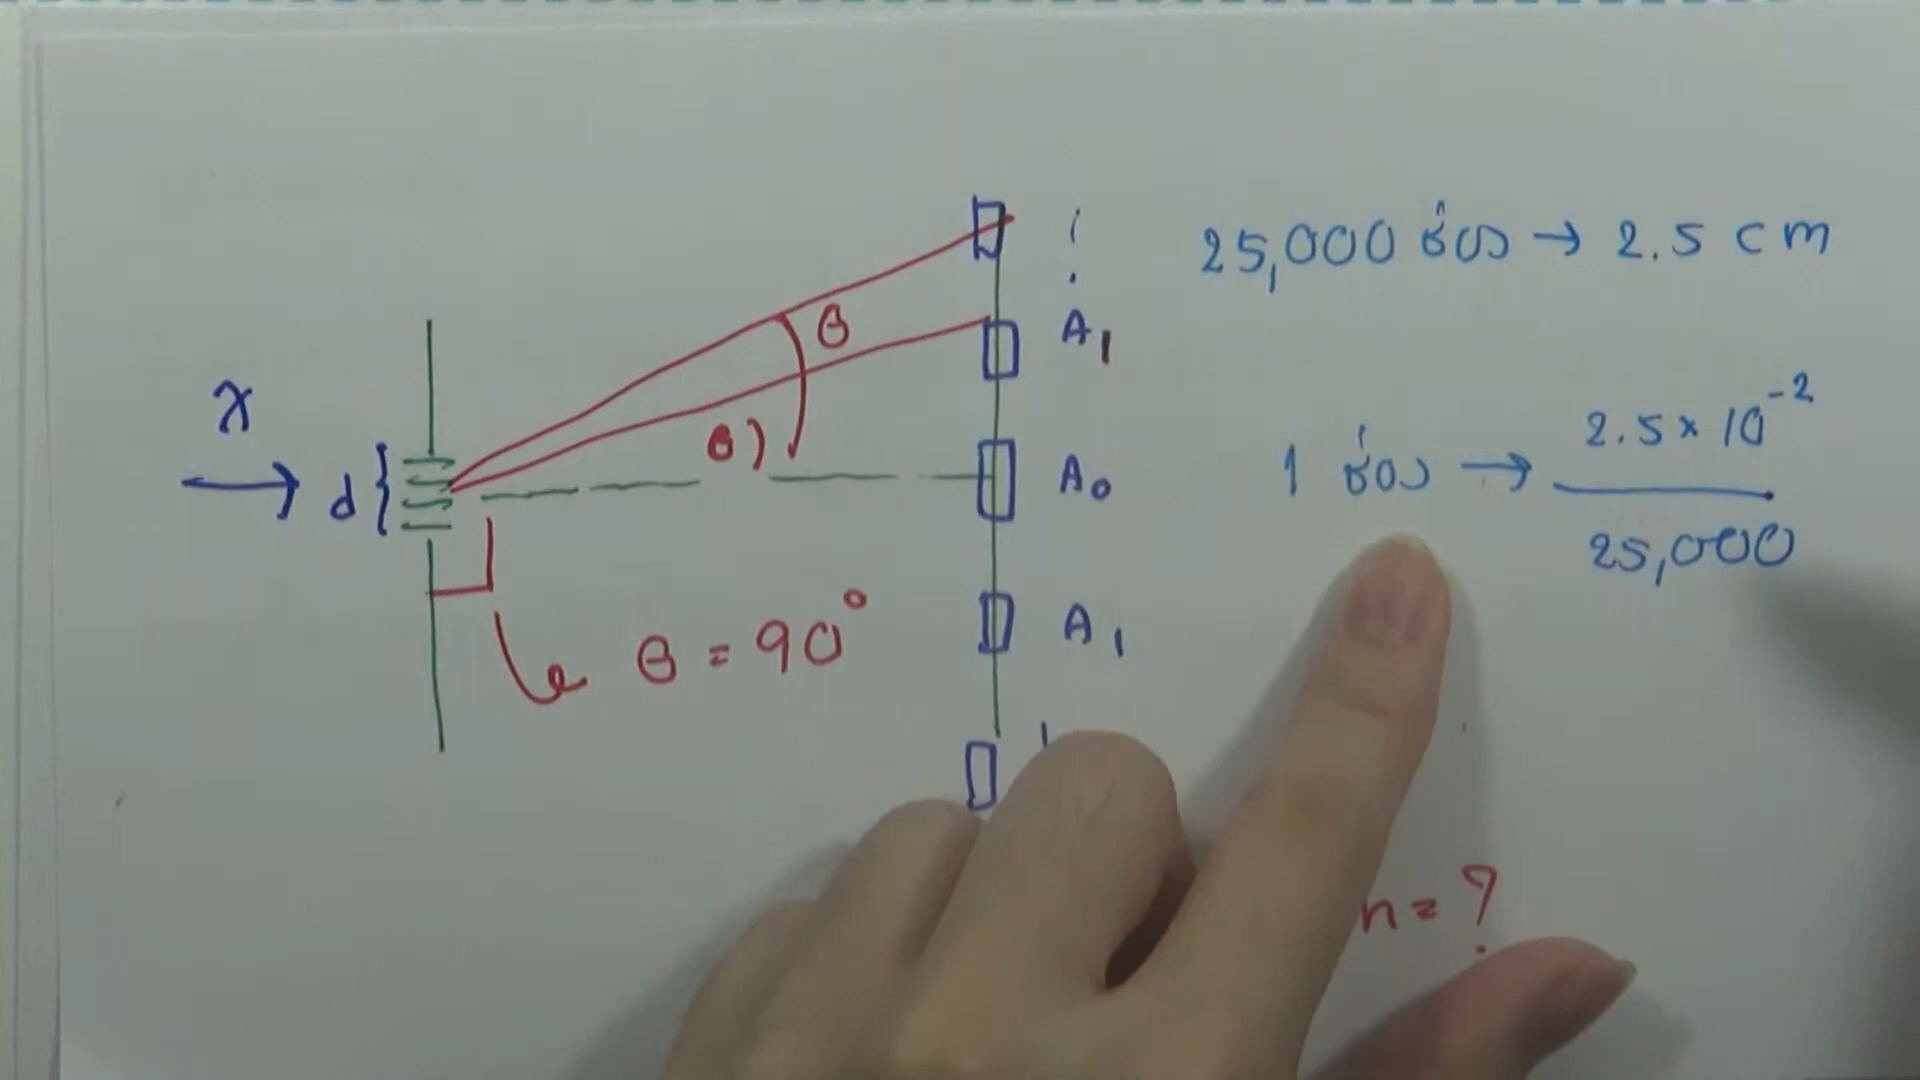 25,000 ช่อง → 2.5 cm
A₁
θ
λ
2.5 × 10⁻²
1 ช่อง →
25,000
θ
d {
A₀
A₁
θ = 90°
n = ?